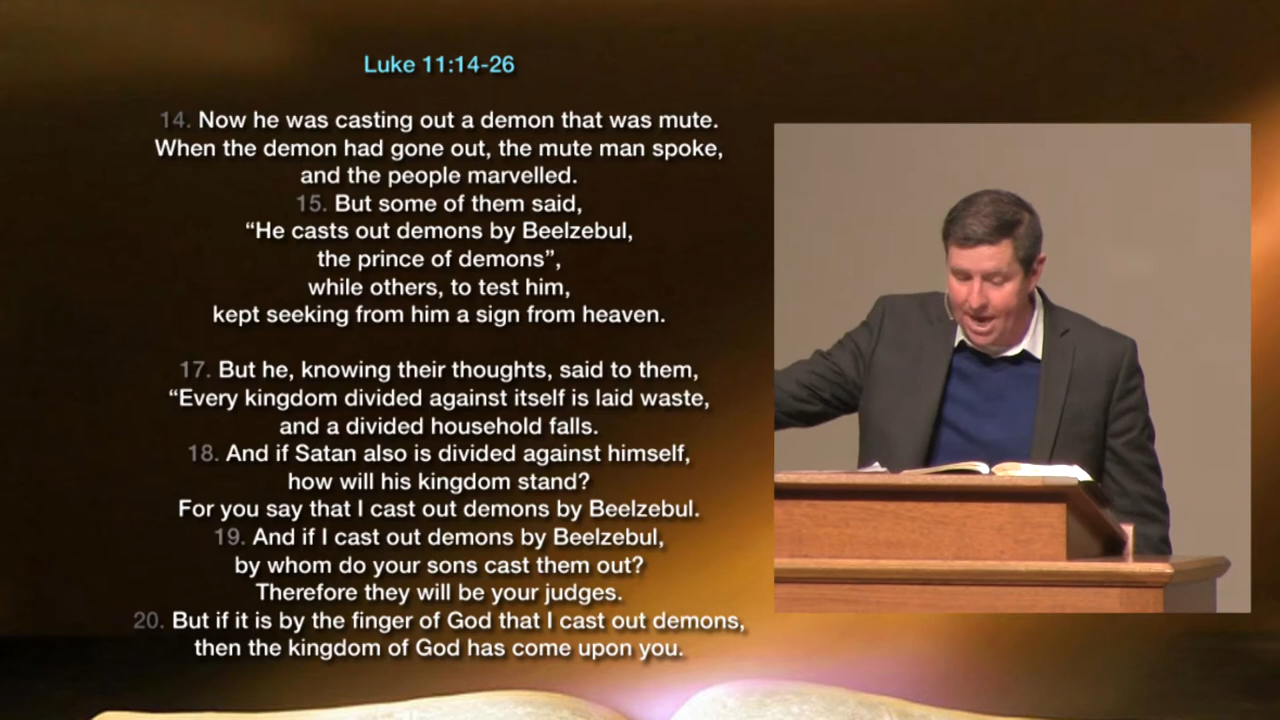 Luke 11:14-26
14. Now he was casting out a demon that was mute.
When the demon had gone out, the mute man spoke,
and the people marvelled.
15. But some of them said,
“He casts out demons by Beelzebul,
the prince of demons”,
while others, to test him,
kept seeking from him a sign from heaven.
17. But he, knowing their thoughts, said to them,
“Every kingdom divided against itself is laid waste,
and a divided household falls.
18. And if Satan also is divided against himself,
how will his kingdom stand?
For you say that I cast out demons by Beelzebul.
19. And if I cast out demons by Beelzebul,
by whom do your sons cast them out?
Therefore they will be your judges.
20. But if it is by the finger of God that I cast out demons,
then the kingdom of God has come upon you.